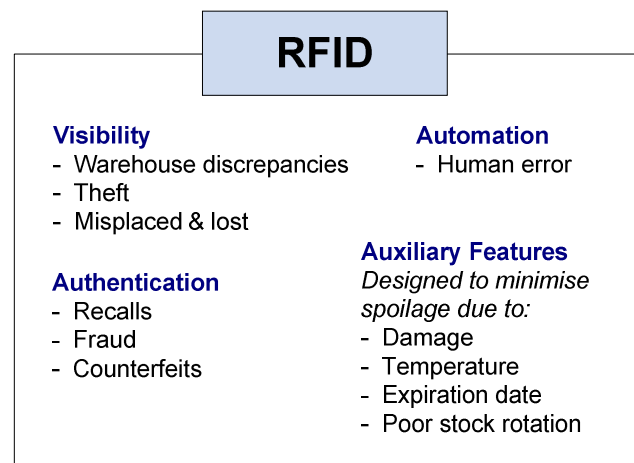 RFID
Visibility
- Warehouse discrepancies
- Theft
- Misplaced & lost
Authentication
- Recalls
- Fraud
- Counterfeits
Automation
- Human error
Auxiliary Features
Designed to minimise
spoilage due to:
- Damage
- Temperature
- Expiration date
- Poor stock rotation